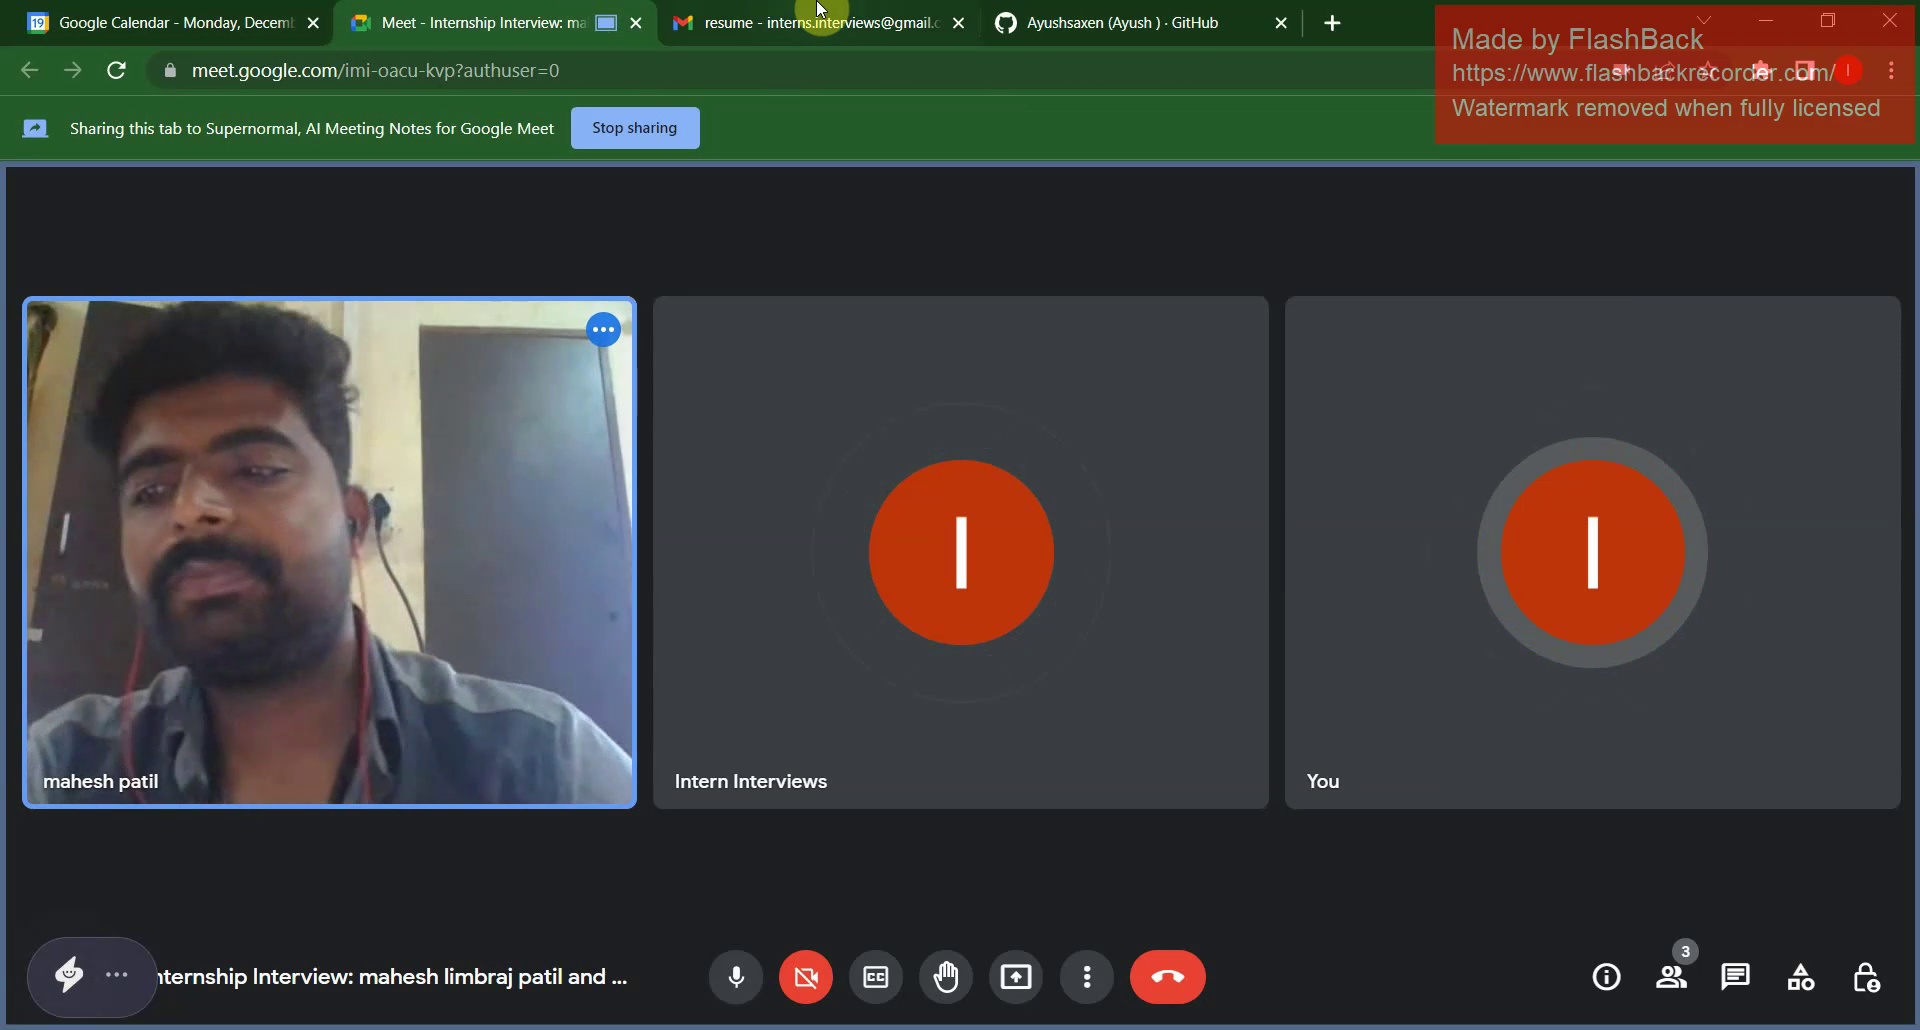 Google Calendar - Monday, Decem
Meet - Internship Interview: ma
resume - interns.interviews@gmail.c
Ayushsaxen (Ayush ) · GitHub
Made by FlashBack
https://www.flashbackrecorder.com/
Watermark removed when fully licensed
meet.google.com/imi-oacu-kvp?authuser=0
Sharing this tab to Supernormal, AI Meeting Notes for Google Meet
Stop sharing
mahesh patil
Intern Interviews
You
I
I
nternship Interview: mahesh limbraj patil and ...
CC
3
19
I